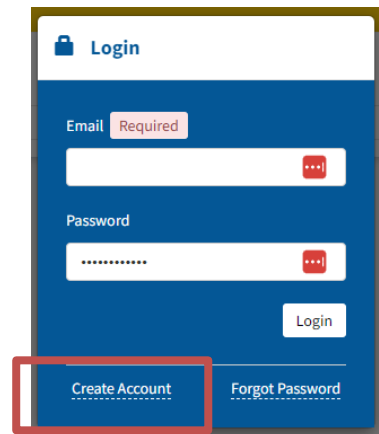 Login
Email Required
Password
............
Login
Create Account Forgot Password